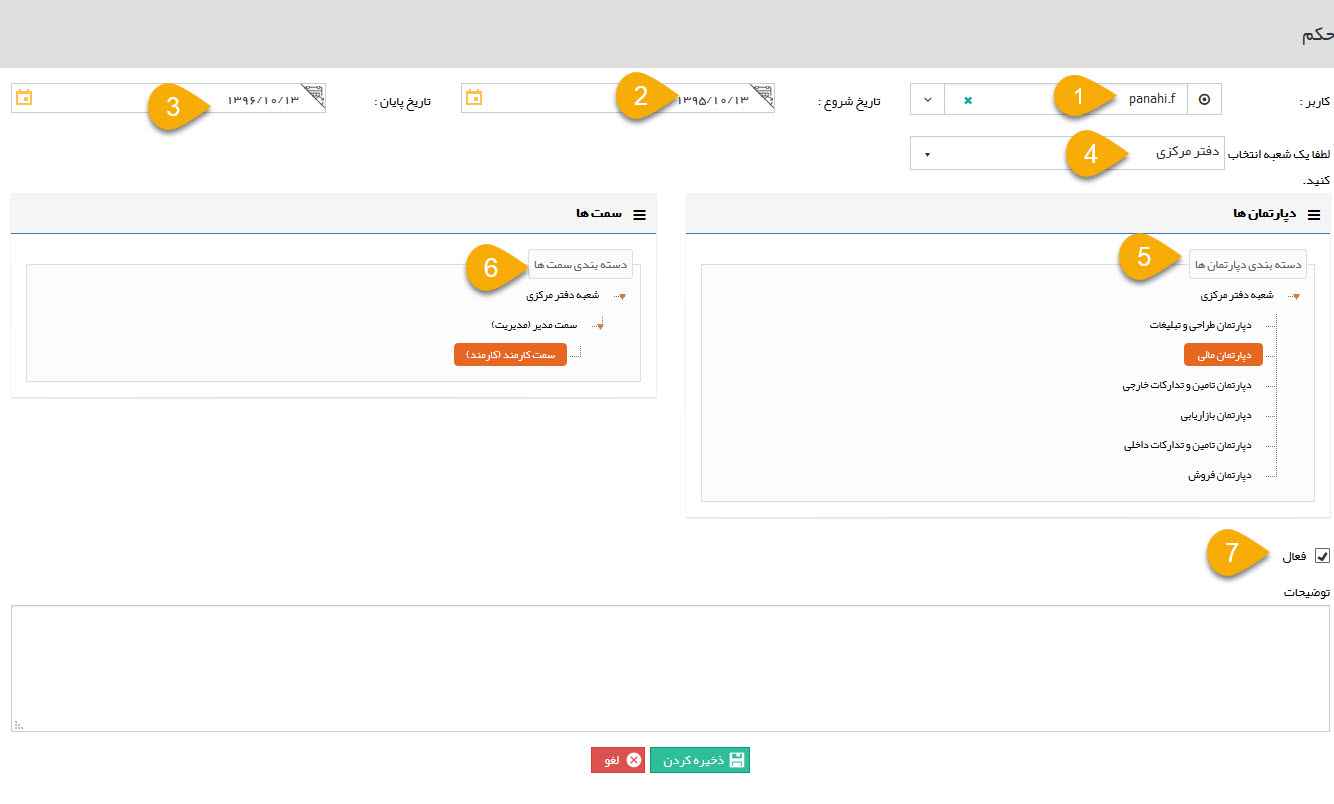 حکم
کاربر :
panahi.f
1
تاریخ شروع :
۱۳۹۵/۱۰/۱۳
2
تاریخ پایان :
۱۳۹۶/۱۰/۱۳
3
لطفا یک شعبه انتخاب
کنید.
دفتر مرکزی
4
دپارتمان ها
دسته بندی دپارتمان ها
5
شعبه دفتر مرکزی
دپارتمان طراحی و تبلیغات
دپارتمان مالی
دپارتمان تامین و تدارکات خارجی
دپارتمان بازاریابی
دپارتمان تامین و تدارکات داخلی
دپارتمان فروش
سمت ها
دسته بندی سمت ها
6
شعبه دفتر مرکزی
سمت مدیر (مدیریت)
سمت کارمند (کارمند)
فعال
7
توضیحات
ذخیره کردن
لغو